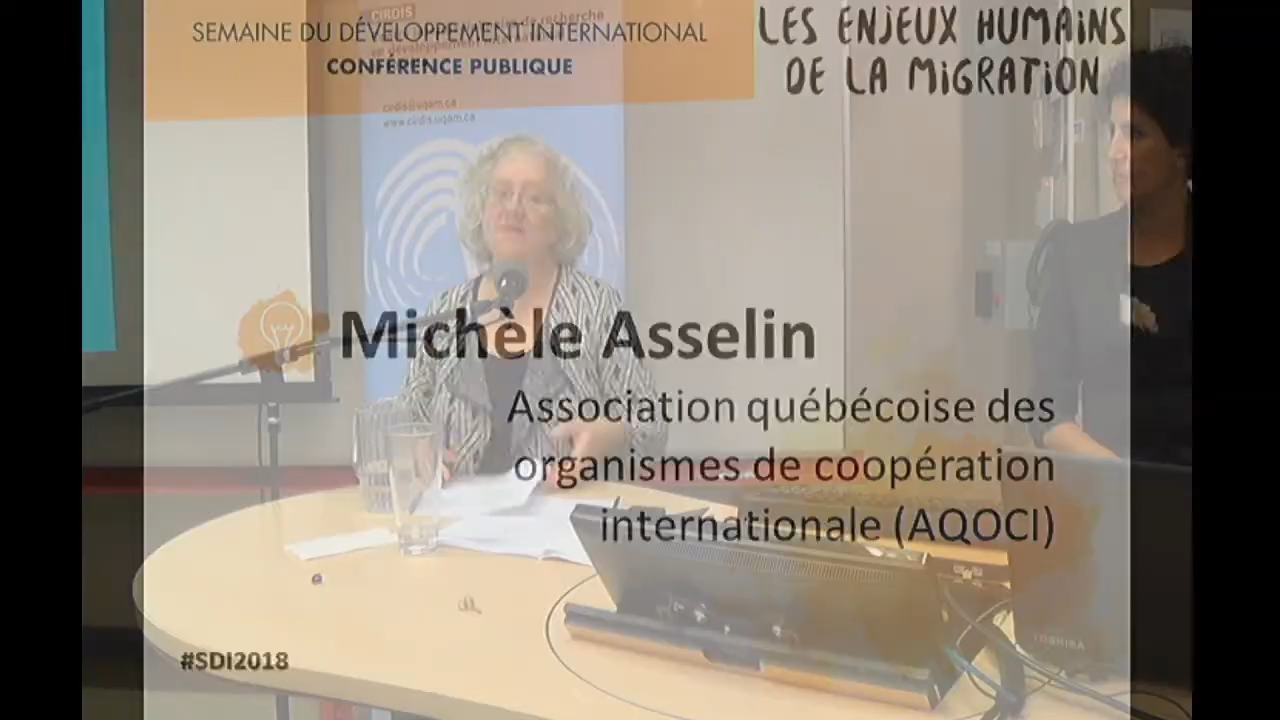 CIRDIS
SEMAINE DU DÉVELOPPEMENT INTERNATIONAL
CONFÉRENCE PUBLIQUE
LES ENJEUX HUMAINS
DE LA MIGRATION
cirdis@uqam.ca
www.cirdis.uqam.ca
Michèle Asselin
Association québécoise des
organismes de coopération
internationale (AQOCI)
TOSHIBA
#SDI2018